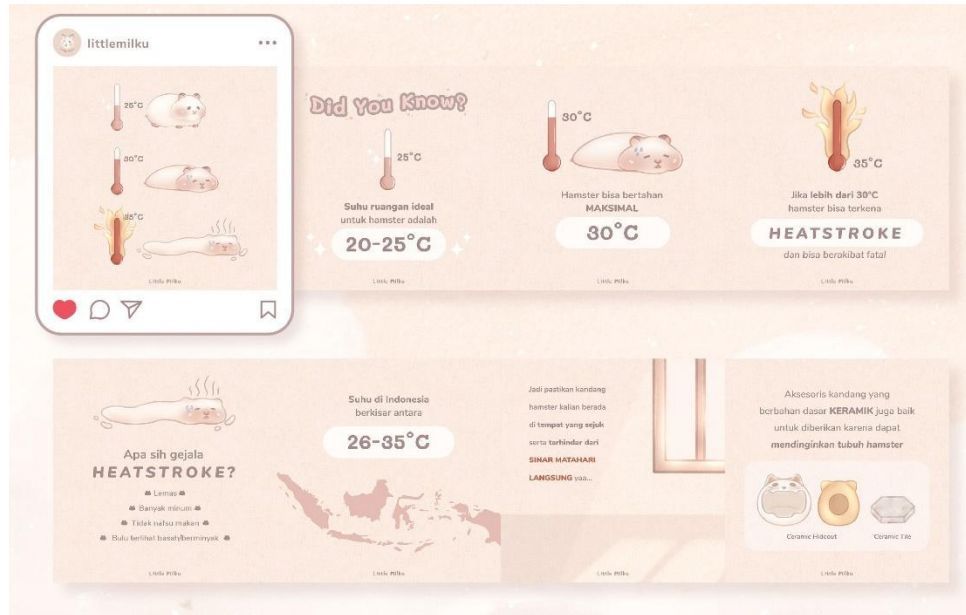 littlemilku
25°C
30°C
35°C
Did You Know?
25°C
Suhu ruangan ideal
untuk hamster adalah
20-25°C
Little Milku
30°C
Hamster bisa bertahan
MAKSIMAL
30°C
Little Milku
35°C
Jika lebih dari 30°C
hamster bisa terkena
HEATSTROKE
dan bisa berakibat fatal
Little Milku
Apa sih gejala
HEATSTROKE?
Lemas
Banyak minum
Tidak nafsu makan
Bulu terlihat basah/berminyak
Little Milku
Suhu di Indonesia
berkisar antara
26-35°C
Jadi pastikan kandang
hamster kalian berada
di tempat yang sejuk
serta terhindar dari
SINAR MATAHARI
LANGSUNG yaa...
Little Milku
Aksesoris kandang yang
berbahan dasar KERAMIK juga baik
untuk diberikan karena dapat
mendinginkan tubuh hamster
Ceramic Hideout
Ceramic Tile
Little Milku